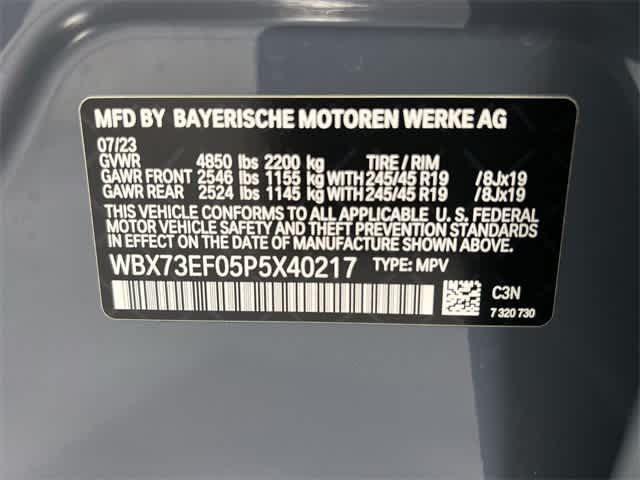 MFD BY BAYERISCHE MOTOREN WERKE AG
07/23
GVWR 4850 lbs 2200 kg TIRE / RIM
GAWR FRONT 2546 lbs 1155 kg WITH 245/45 R19 /8Jx19
GAWR REAR 2524 lbs 1145 kg WITH 245/45 R19 /8Jx19
THIS VEHICLE CONFORMS TO ALL APPLICABLE U. S. FEDERAL
MOTOR VEHICLE SAFETY AND THEFT PREVENTION STANDARDS
IN EFFECT ON THE DATE OF MANUFACTURE SHOWN ABOVE.
WBX73EF05P5X40217 TYPE: MPV
C3N
7 320 730